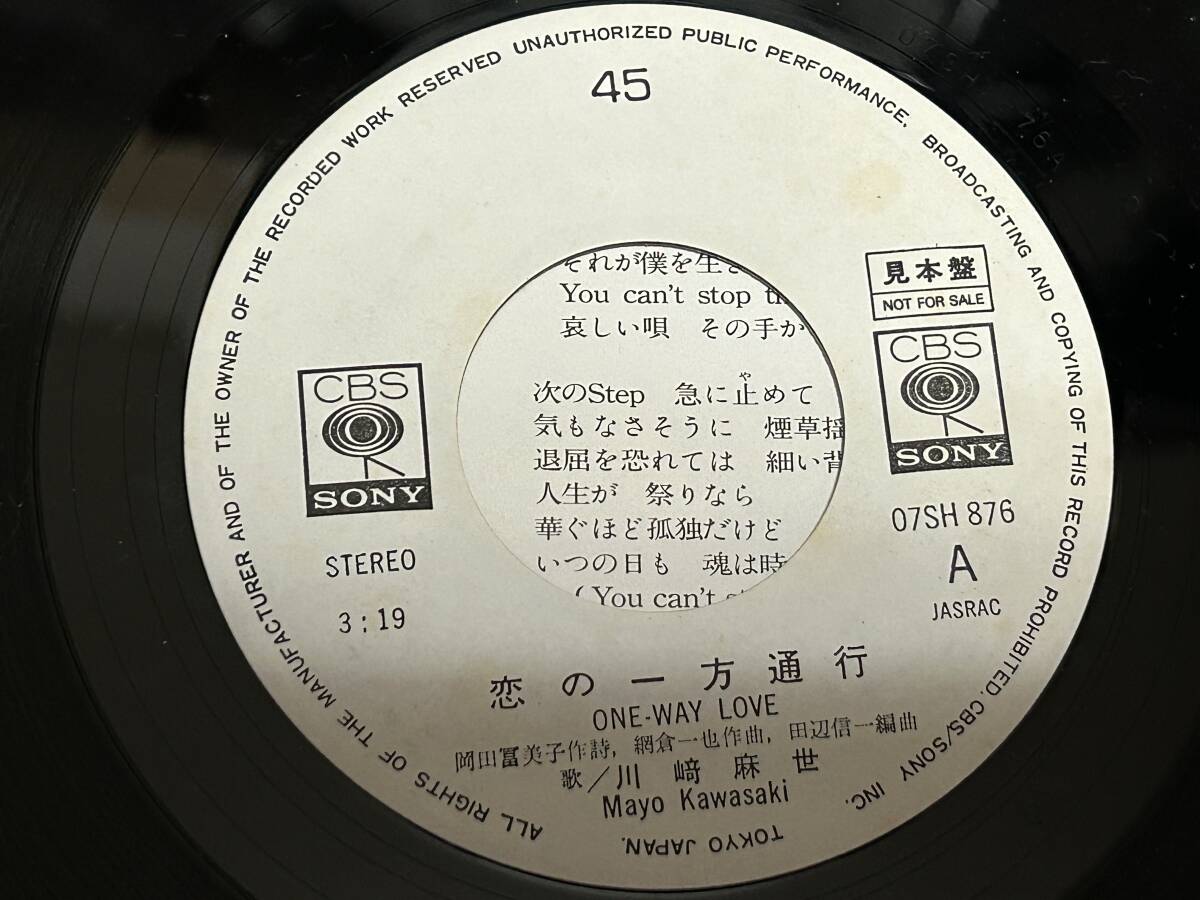 ALL RIGHTS OF THE MANUFACTURER AND OF THE OWNER OF THE RECORDED WORK RESERVED UNAUTHORIZED PUBLIC PERFORMANCE, BROADCASTING AND COPYING OF THIS RECORD PROHIBITED. CBS/SONY INC. TOKYO JAPAN.
45
見本盤
NOT FOR SALE
CBS
SONY
CBS
SONY
STEREO
3:19
07SH 876
A
JASRAC
それが僕を生き
You can't stop
哀しい唄 その手か
次のStep 急に止めて
や
気もなさそうに 煙草揺
退屈を恐れては 細い背
人生が 祭りなら
華ぐほど孤独だけど
いつの日も 魂は時
(You can't
恋の一方通行
ONE-WAY LOVE
岡田冨美子作詩, 網倉一也作曲, 田辺信一編曲
歌/川﨑麻世
Mayo Kawasaki